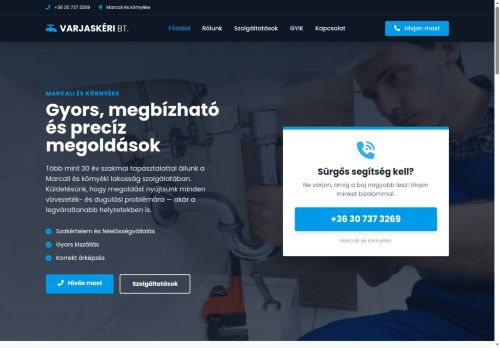 +36 30 737 3269
Marcali és környéke
VARJASKÉRI BT.
Főoldal
Rólunk
Szolgáltatások
GYIK
Kapcsolat
Hívjon most
MARCALI ÉS KÖRNYÉKE
Gyors, megbízható
és precíz
megoldások
Több mint 30 év szakmai tapasztalattal állunk a
Marcali és környéki lakosság szolgálatában.
Küldetésünk, hogy megoldást nyújtsunk minden
vízvezeték- és dugulási problémára — akár a
legváratlanabb helyzetekben is.
Szakértelem és felelősségvállalás
Gyors kiszállás
Korrekt árképzés
Hívás most
Szolgáltatások
Sürgős segítség kell?
Ne várjon, amíg a baj nagyobb lesz! Hívjon
minket bizalommal.
+36 30 737 3269
Marcali és környéke